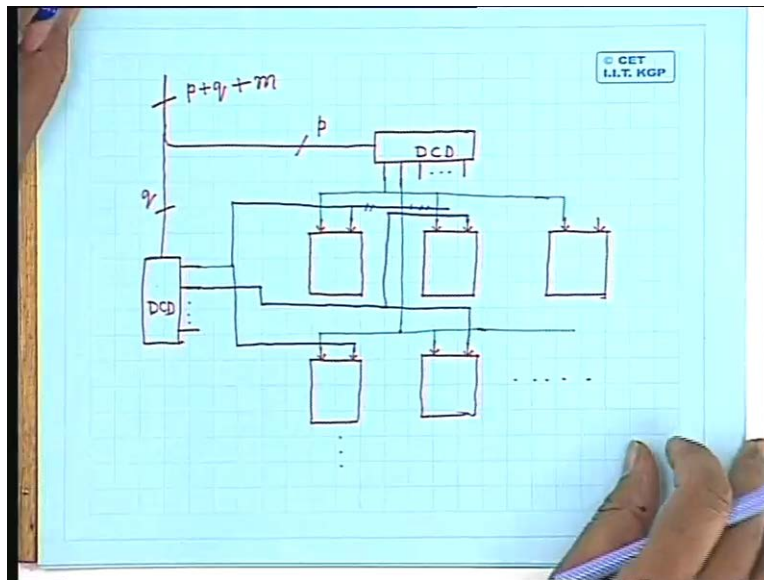 © CET
I.I.T. KGP
p+q+m
p
DCD
q
DCD